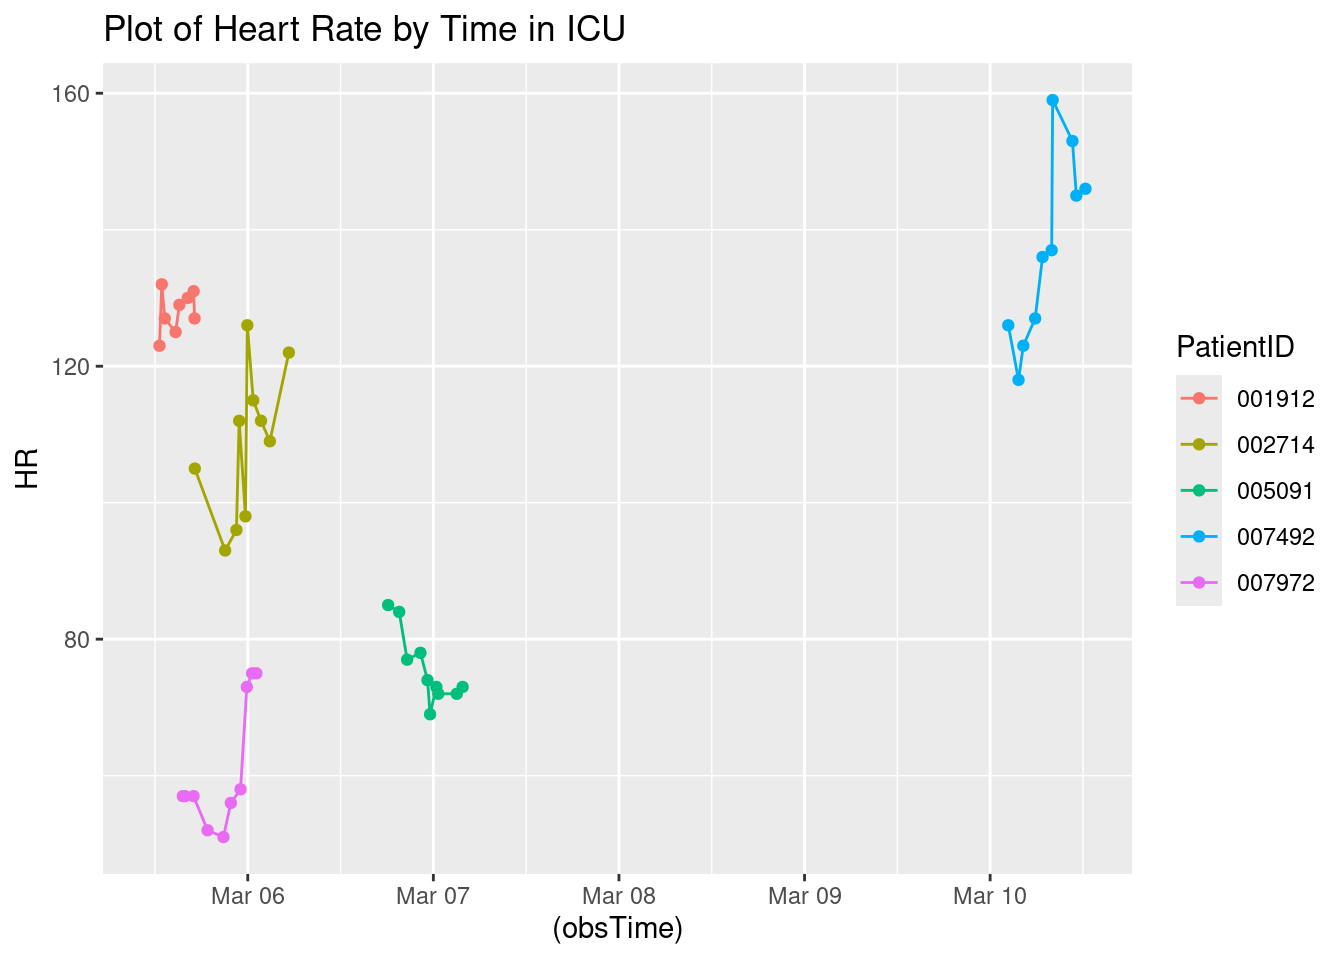 Plot of Heart Rate by Time in ICU
160
120
80
HR
Mar 06
Mar 07
Mar 08
Mar 09
Mar 10
(obsTime)
PatientID
001912
002714
005091
007492
007972